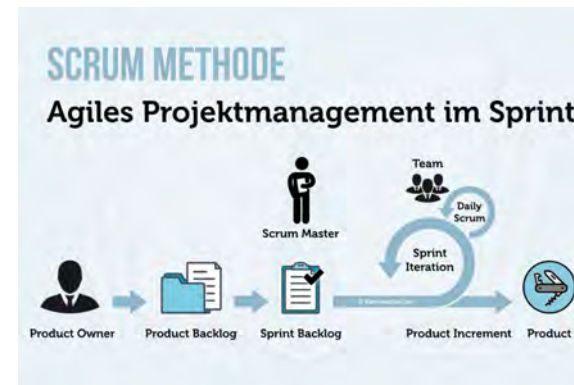 SCRUM METHODE
Agiles Projektmanagement im Sprint
Team
Daily
Scrum
Scrum Master
Sprint
Iteration
Product Owner
Product Backlog
Sprint Backlog
Product Increment
Product